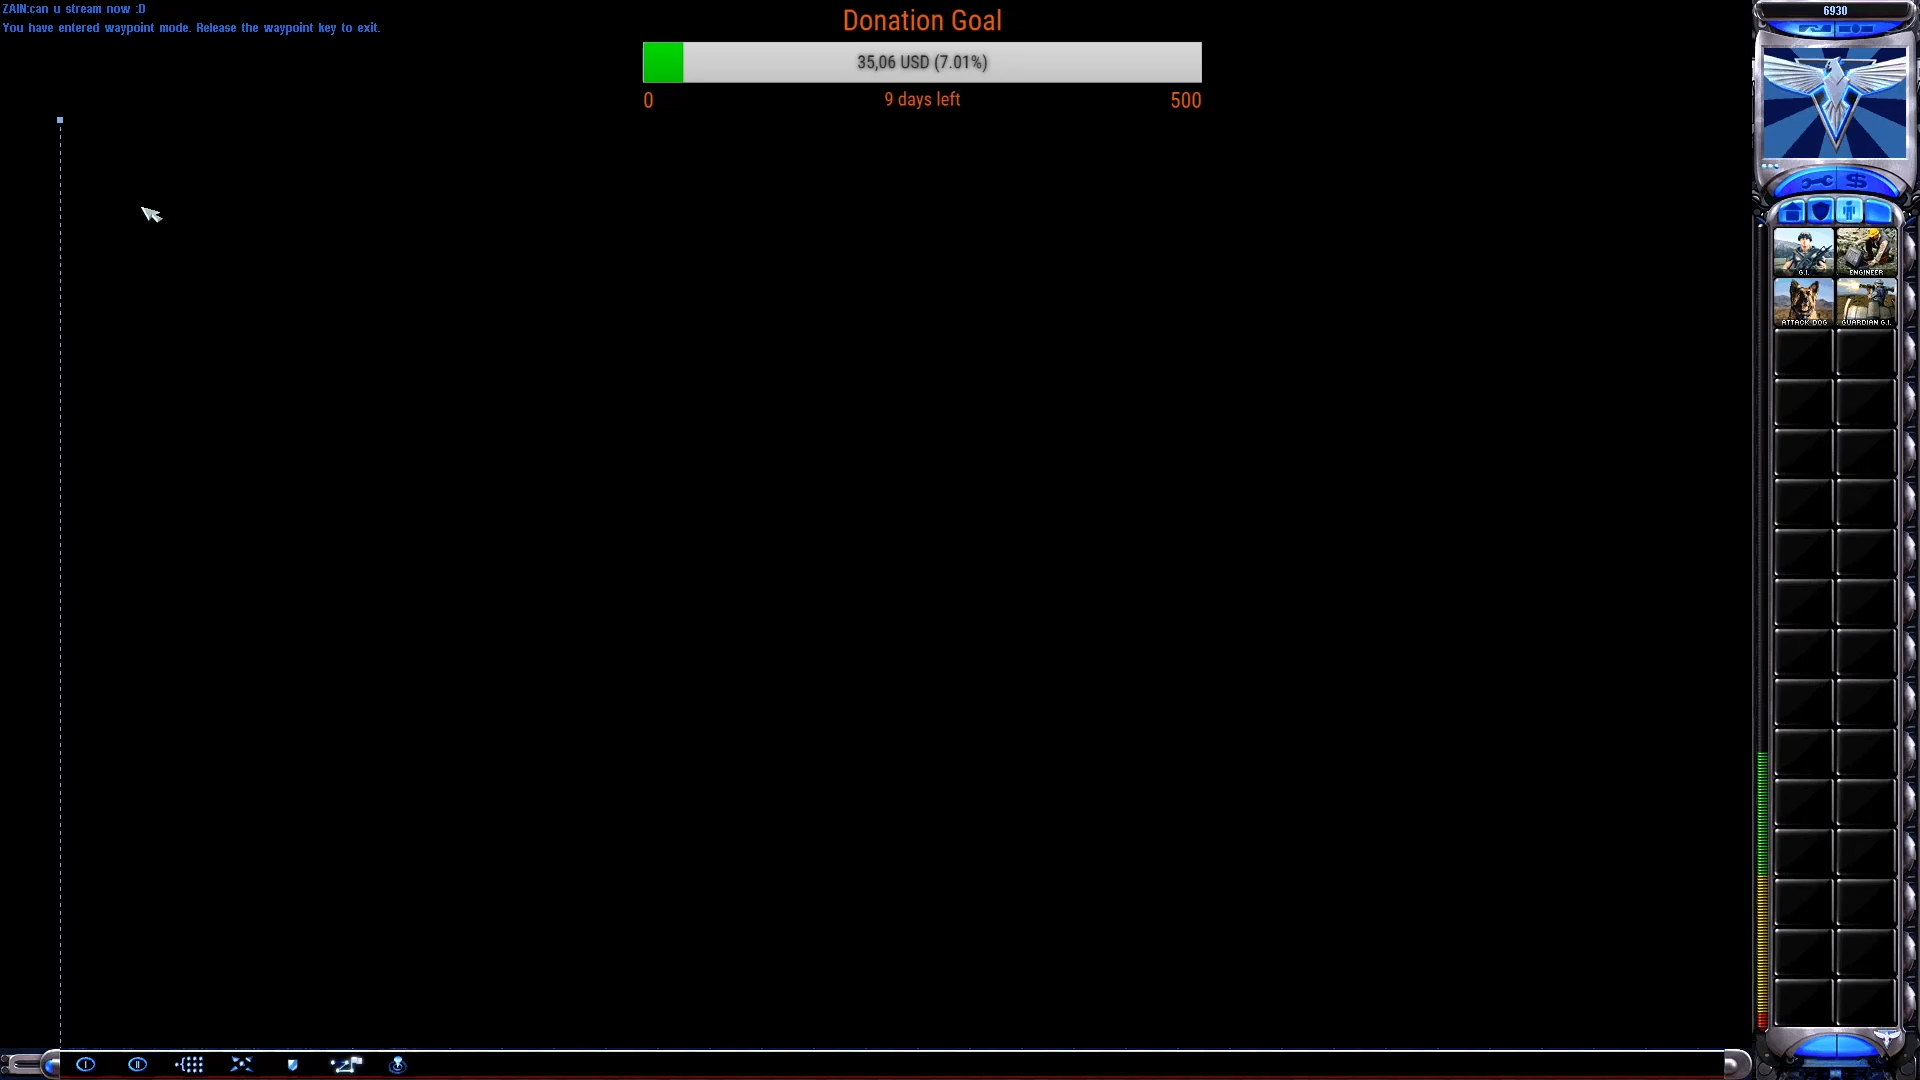 ZAIN:can u stream now :D
You have entered waypoint mode. Release the waypoint key to exit.
Donation Goal
35,06 USD (7.01%)
0
9 days left
500
6930
$
G.I.
ENGINEER
ATTACK DOG
GUARDIAN G.I.
I
II